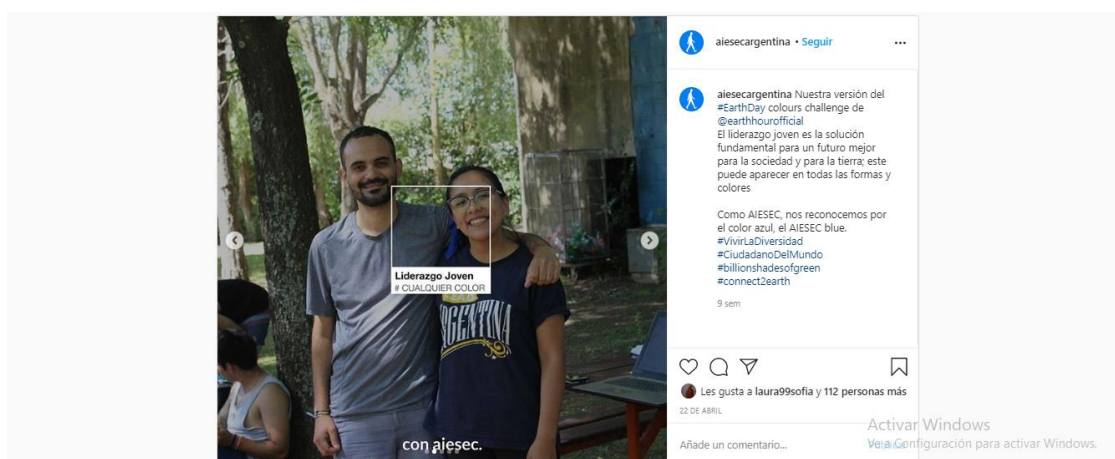 Liderazgo Joven
# CUALQUIER COLOR
ARGENTINA
con aiesec.
aiesecargentina • Seguir
aiesecargentina Nuestra versión del
#EarthDay colours challenge de
@earthhourofficial
El liderazgo joven es la solución
fundamental para un futuro mejor
para la sociedad y para la tierra; este
puede aparecer en todas las formas y
colores
Como AIESEC, nos reconocemos por
el color azul, el AIESEC blue.
#VivirLaDiversidad
#CiudadanoDelMundo
#billionshadesofgreen
#connect2earth
9 sem
Les gusta a laura99sofia y 112 personas más
22 DE ABRIL
Añade un comentario...
Publicar
Activar Windows
Ve a Configuración para activar Windows.